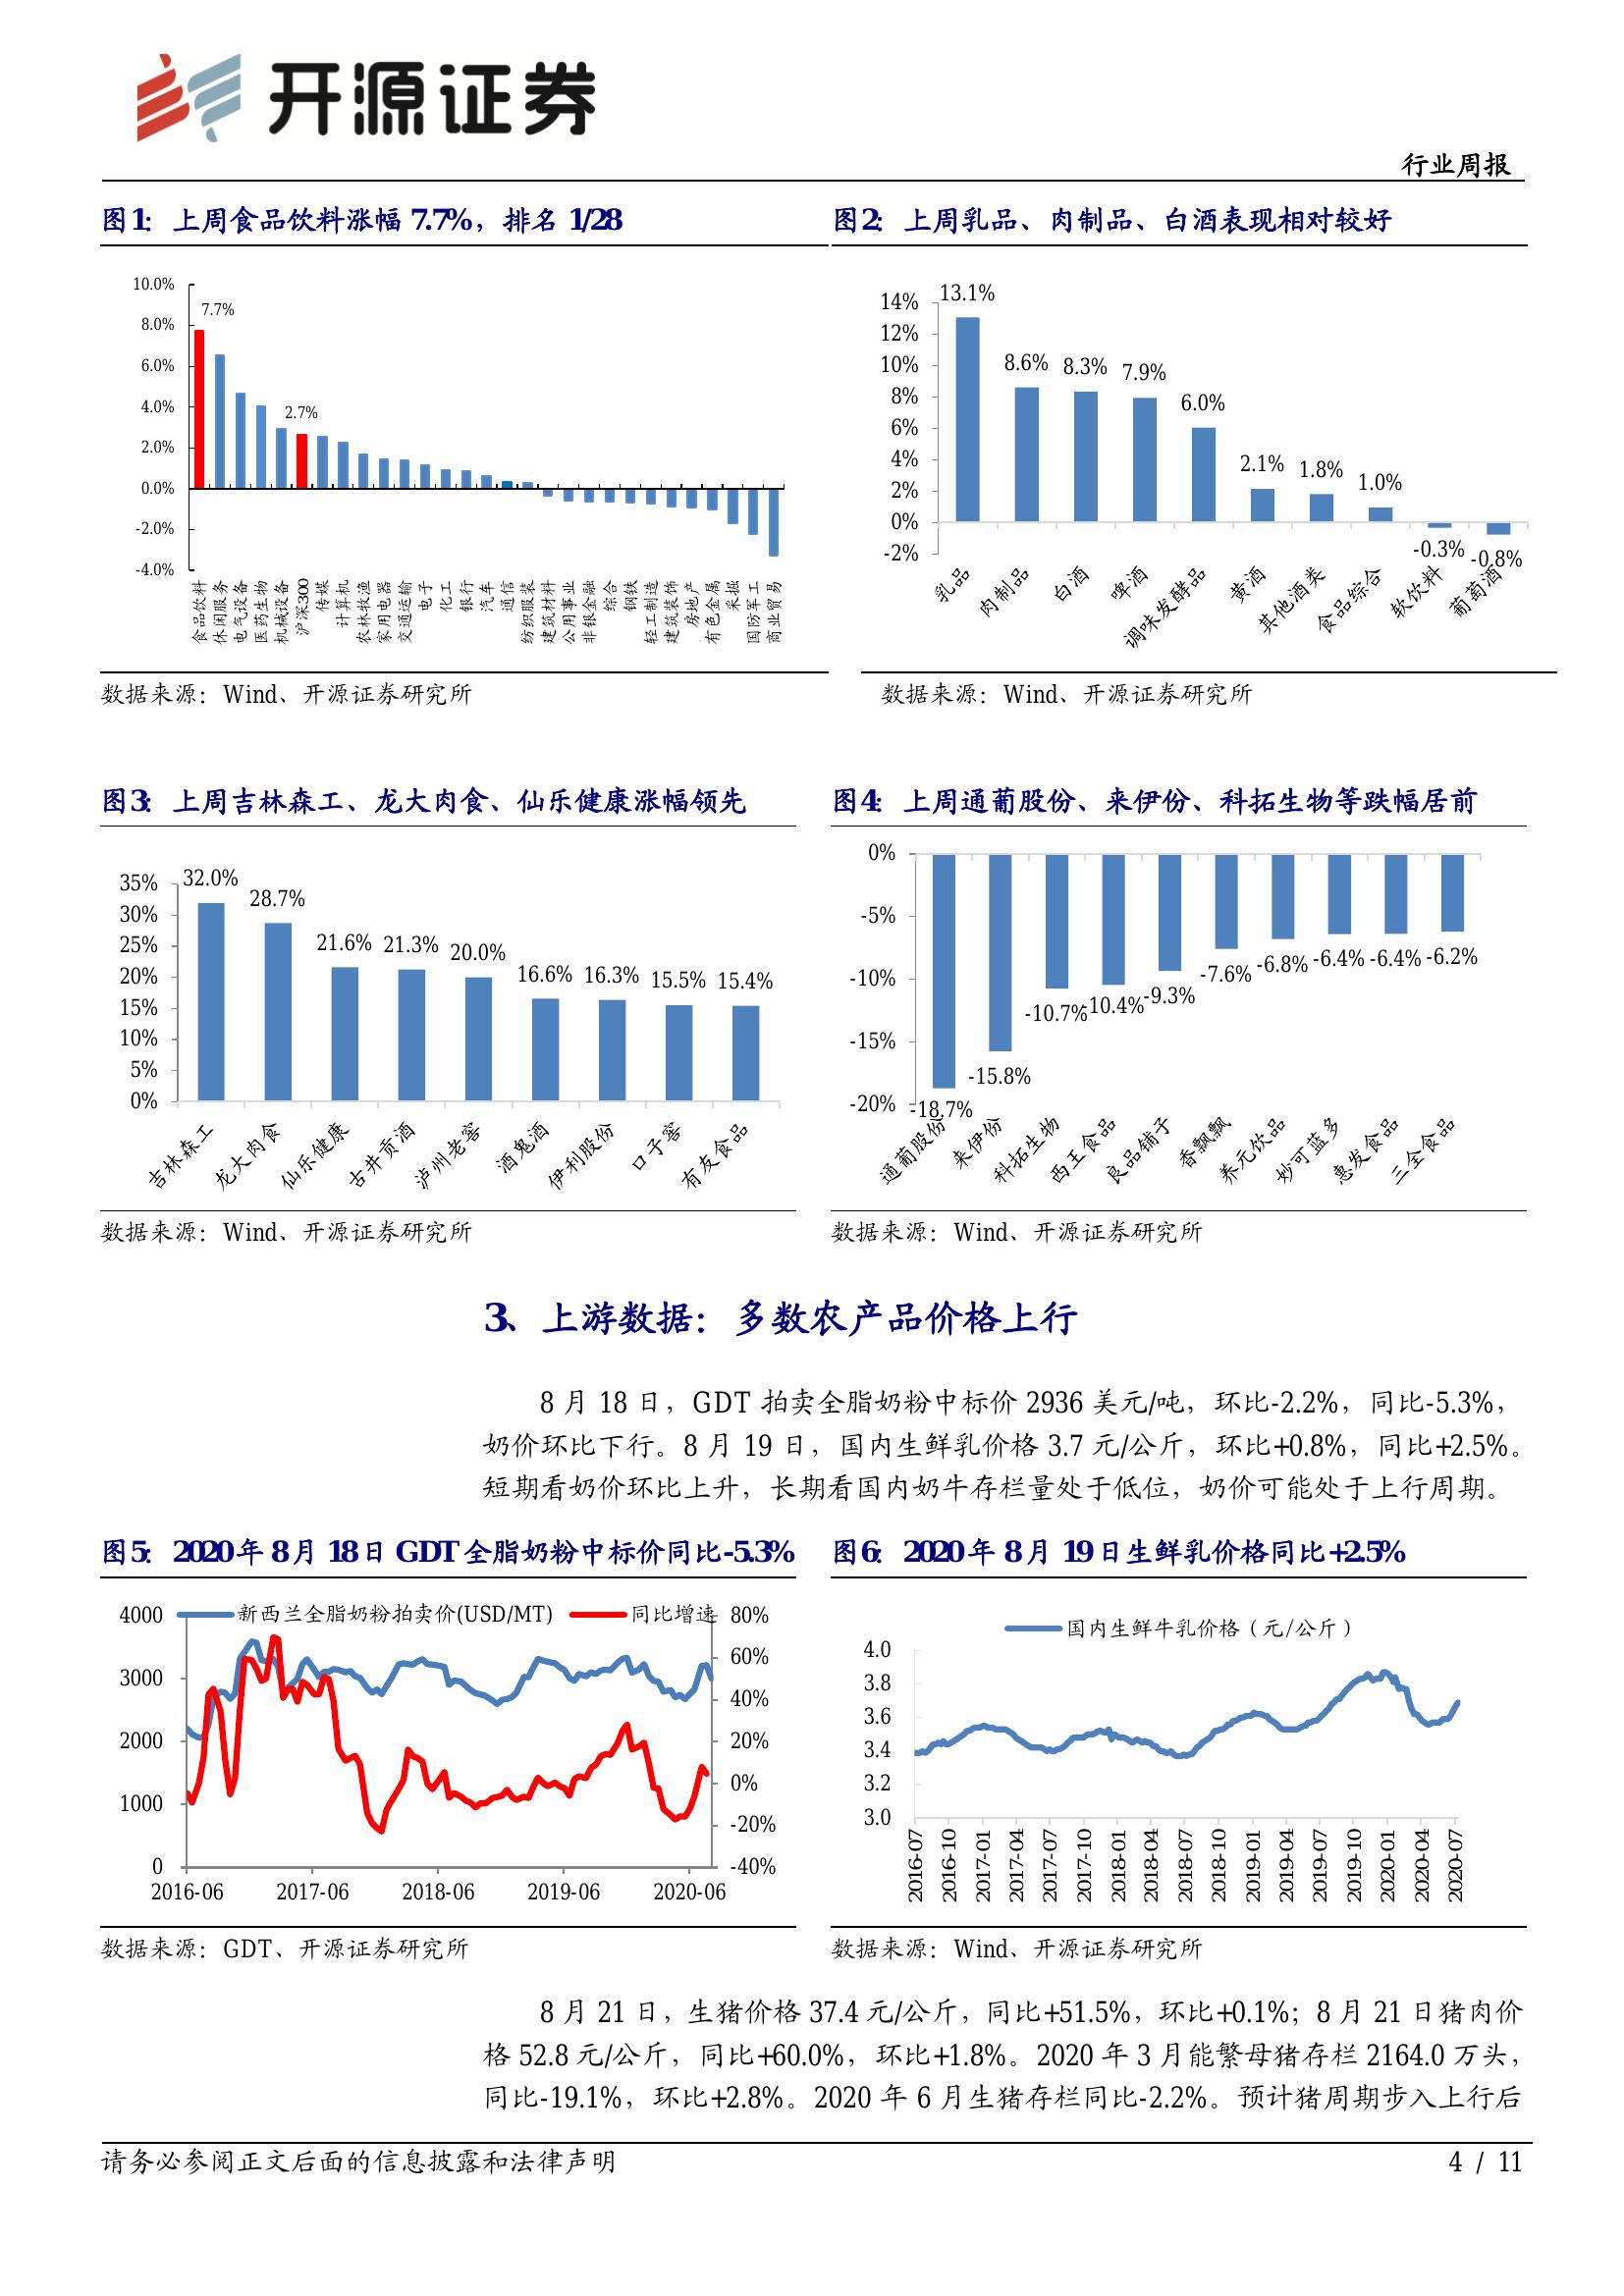 开源证券
行业周报
图1：上周食品饮料涨幅 7.7%，排名 1/28
10.0%
8.0%
6.0%
4.0%
2.0%
0.0%
-2.0%
-4.0%
7.7%
2.7%
食品饮料
休闲服务
电气设备
医药生物
机械设备
沪深300
传媒
计算机
农林牧渔
家用电器
交通运输
电子
化工
银行
汽车
通信
纺织服装
建筑材料
公用事业
非银金融
综合
钢铁
轻工制造
建筑装饰
房地产
有色金属
采掘
国防军工
商业贸易
数据来源：Wind、开源证券研究所
图2：上周乳品、肉制品、白酒表现相对较好
14%
12%
10%
8%
6%
4%
2%
0%
-2%
13.1%
8.6%
8.3%
7.9%
6.0%
2.1%
1.8%
1.0%
-0.3%
-0.8%
乳品
肉制品
白酒
啤酒
调味发酵品
黄酒
其他酒类
食品综合
软饮料
葡萄酒
数据来源：Wind、开源证券研究所
图3：上周吉林森工、龙大肉食、仙乐健康涨幅领先
35%
30%
25%
20%
15%
10%
5%
0%
32.0%
28.7%
21.6%
21.3%
20.0%
16.6%
16.3%
15.5%
15.4%
吉林森工
龙大肉食
仙乐健康
古井贡酒
泸州老窖
酒鬼酒
伊利股份
口子窖
有友食品
数据来源：Wind、开源证券研究所
图4：上周通葡股份、来伊份、科拓生物等跌幅居前
0%
-5%
-10%
-15%
-20%
-18.7%
-15.8%
-10.7%
-10.4%
-9.3%
-7.6%
-6.8%
-6.4%
-6.4%
-6.2%
通葡股份
来伊份
科拓生物
西王食品
良品铺子
香飘飘
养元饮品
妙可蓝多
惠发食品
三全食品
数据来源：Wind、开源证券研究所
3、上游数据：多数农产品价格上行
8 月 18 日，GDT 拍卖全脂奶粉中标价 2936 美元/吨，环比-2.2%，同比-5.3%，
奶价环比下行。8 月 19 日，国内生鲜乳价格 3.7 元/公斤，环比+0.8%，同比+2.5%。
短期看奶价环比上升，长期看国内奶牛存栏量处于低位，奶价可能处于上行周期。
图5：2020 年 8 月 18 日 GDT 全脂奶粉中标价同比-5.3%
新西兰全脂奶粉拍卖价(USD/MT)
同比增速
4000
3000
2000
1000
0
80%
60%
40%
20%
0%
-20%
-40%
2016-06
2017-06
2018-06
2019-06
2020-06
数据来源：GDT、开源证券研究所
图6：2020 年 8 月 19 日生鲜乳价格同比+2.5%
国内生鲜牛乳价格（元/公斤）
4.0
3.8
3.6
3.4
3.2
3.0
2016-07
2016-10
2017-01
2017-04
2017-07
2017-10
2018-01
2018-04
2018-07
2018-10
2019-01
2019-04
2019-07
2019-10
2020-01
2020-04
2020-07
数据来源：Wind、开源证券研究所
8 月 21 日，生猪价格 37.4 元/公斤，同比+51.5%，环比+0.1%；8 月 21 日猪肉价
格 52.8 元/公斤，同比+60.0%，环比+1.8%。2020 年 3 月能繁母猪存栏 2164.0 万头，
同比-19.1%，环比+2.8%。2020 年 6 月生猪存栏同比-2.2%。预计猪周期步入上行后
请务必参阅正文后面的信息披露和法律声明
4 / 11